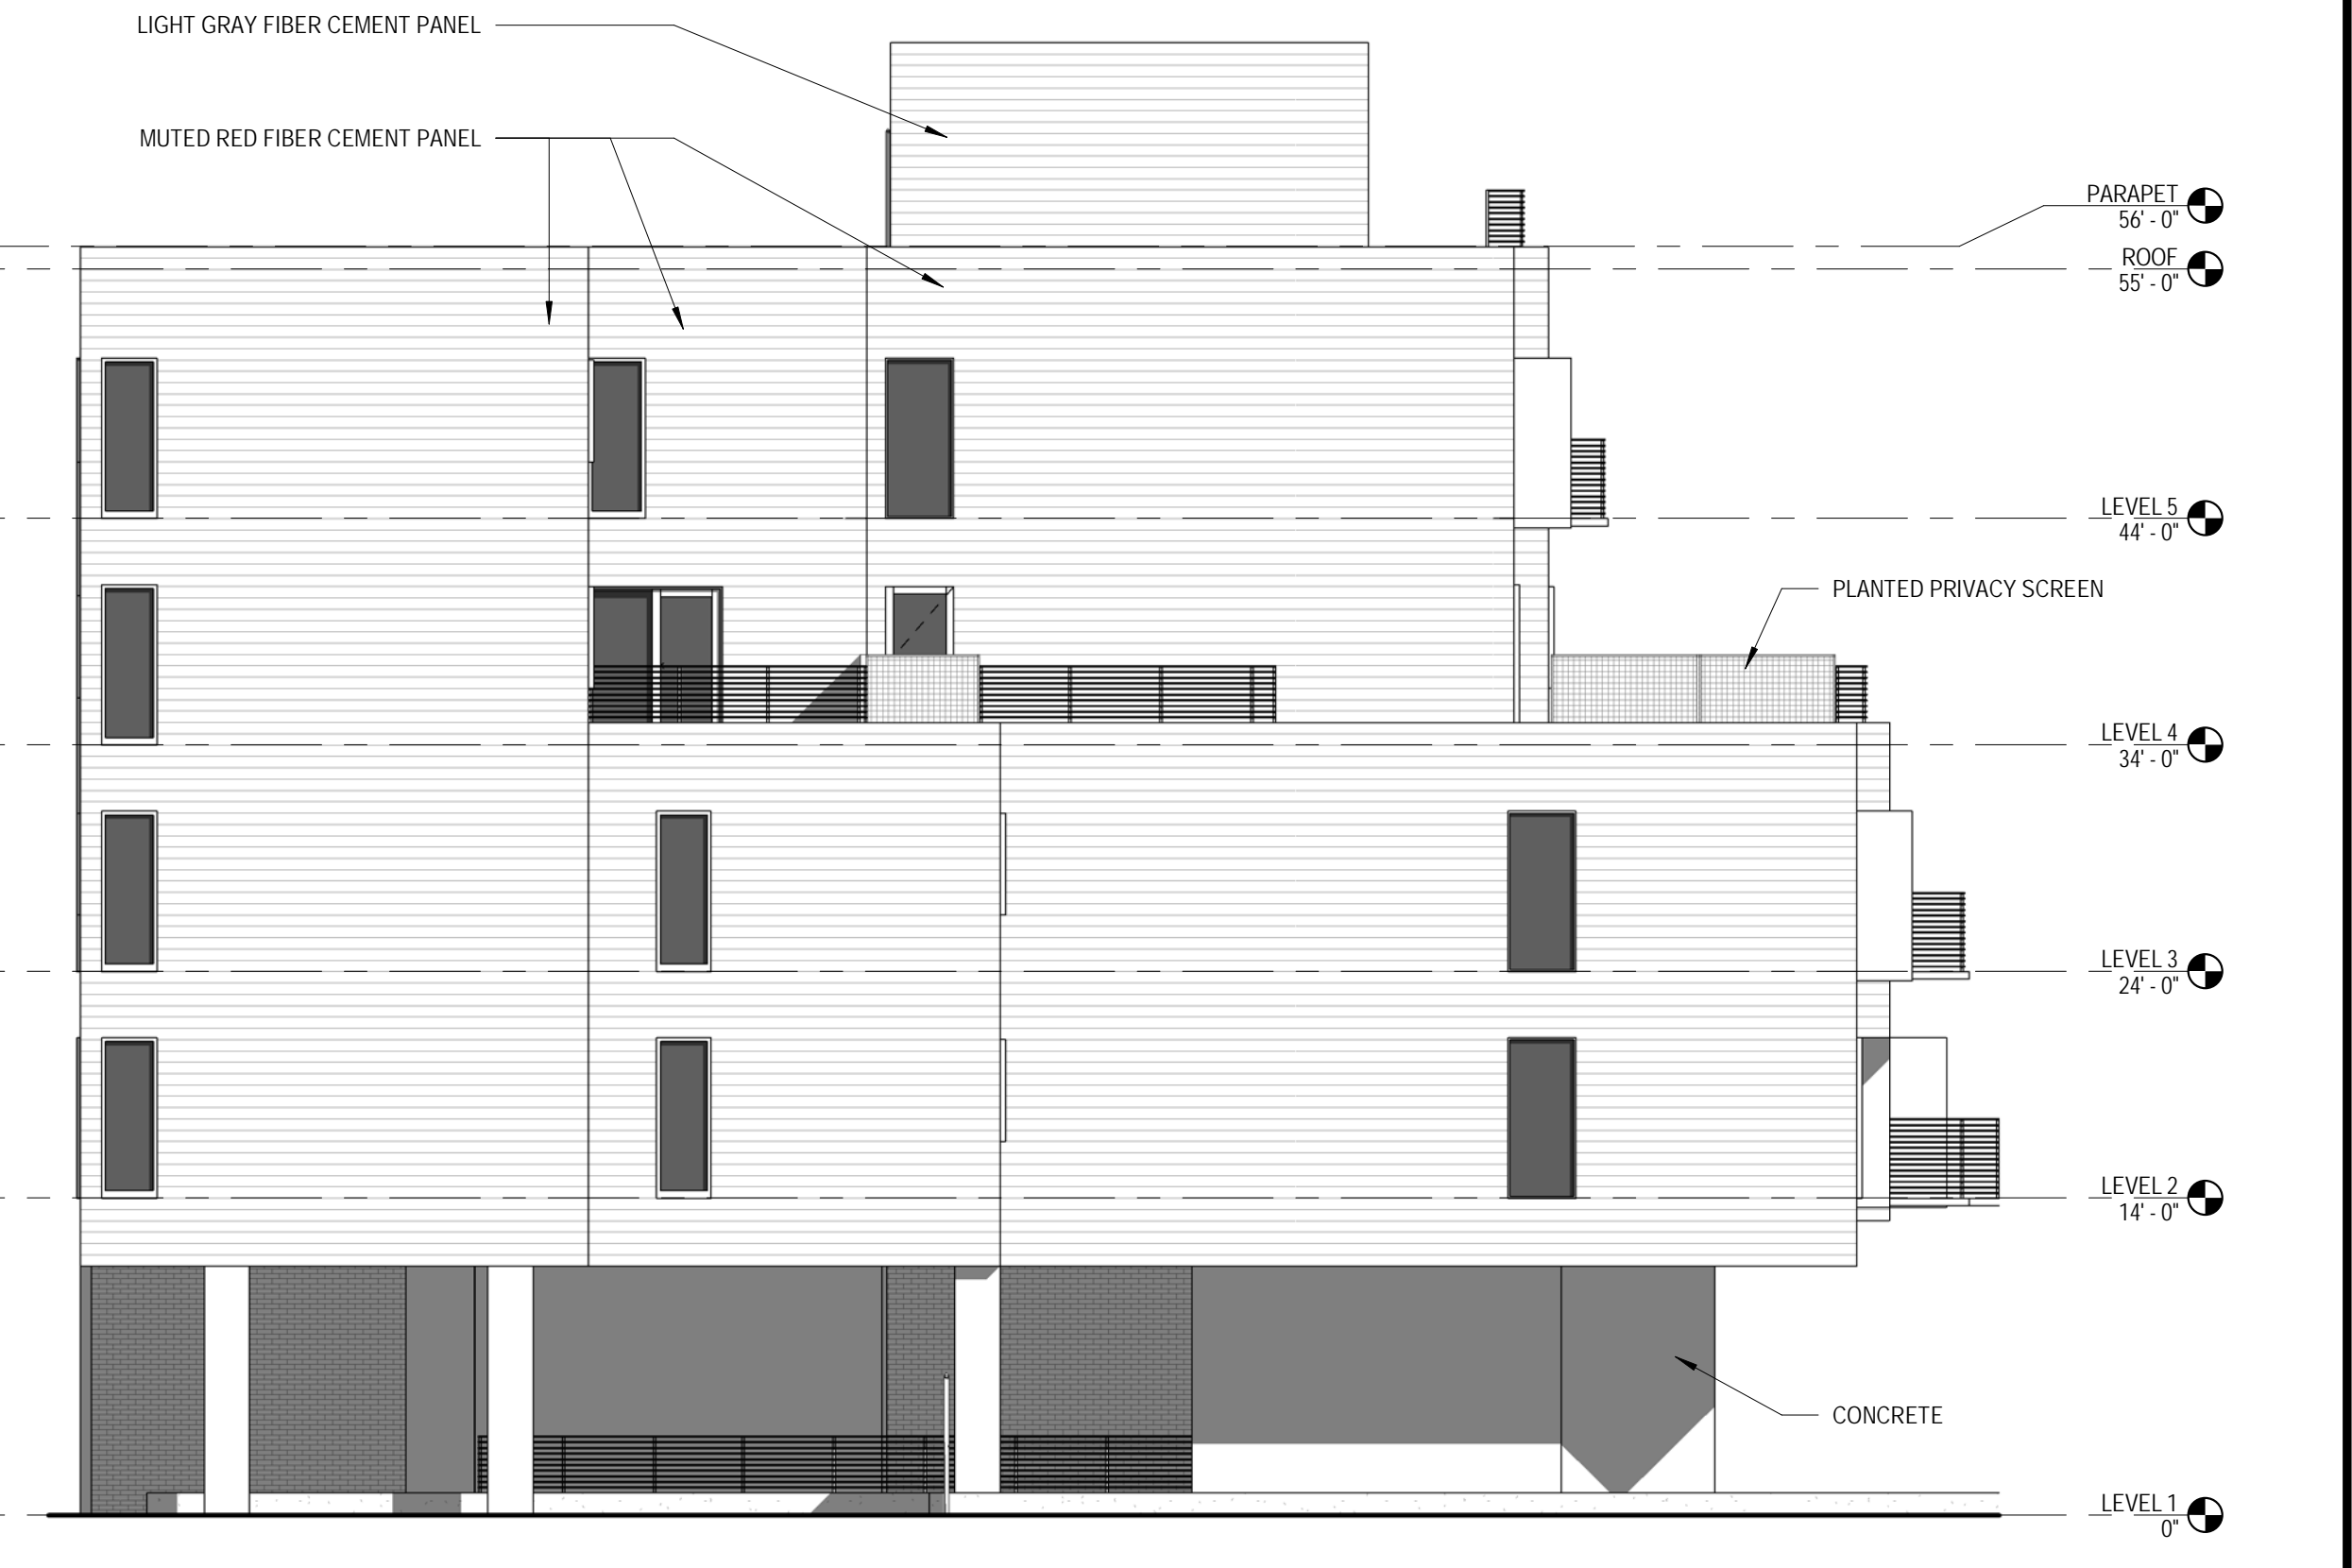 LIGHT GRAY FIBER CEMENT PANEL
MUTED RED FIBER CEMENT PANEL
PARAPET
56' - 0"
ROOF
55' - 0"
LEVEL 5
44' - 0"
PLANTED PRIVACY SCREEN
LEVEL 4
34' - 0"
LEVEL 3
24' - 0"
LEVEL 2
14' - 0"
CONCRETE
LEVEL 1
0"